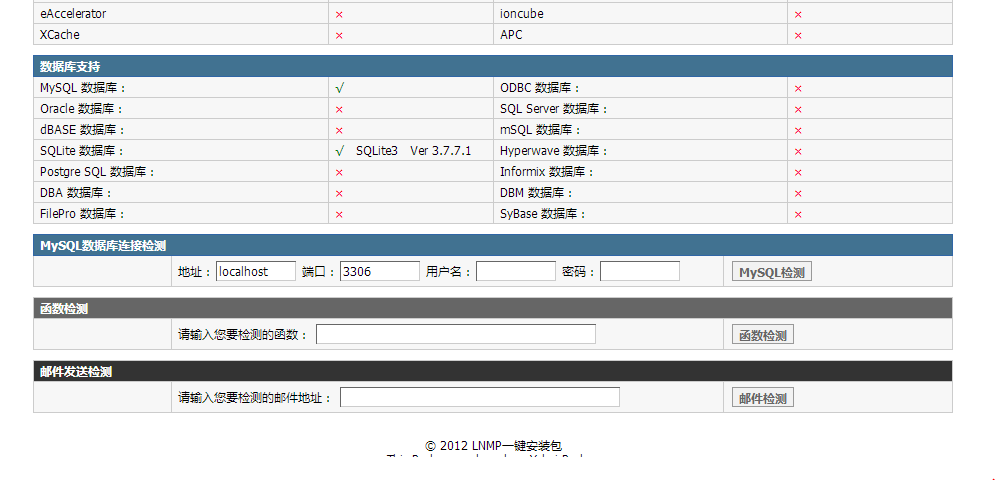 eAccelerator × ioncube ×
XCache × APC ×
数据库支持
MySQL 数据库： √ ODBC 数据库： ×
Oracle 数据库： × SQL Server 数据库： ×
dBASE 数据库： × mSQL 数据库： ×
SQLite 数据库： √ SQLite3 Ver 3.7.7.1 Hyperwave 数据库： ×
Postgre SQL 数据库： × Informix 数据库： ×
DBA 数据库： × DBM 数据库： ×
FilePro 数据库： × SyBase 数据库： ×
MySQL数据库连接检测
地址： localhost 端口： 3306 用户名： 密码： MySQL检测
函数检测
请输入您要检测的函数： 函数检测
邮件发送检测
请输入您要检测的邮件地址： 邮件检测
© 2012 LNMP一键安装包